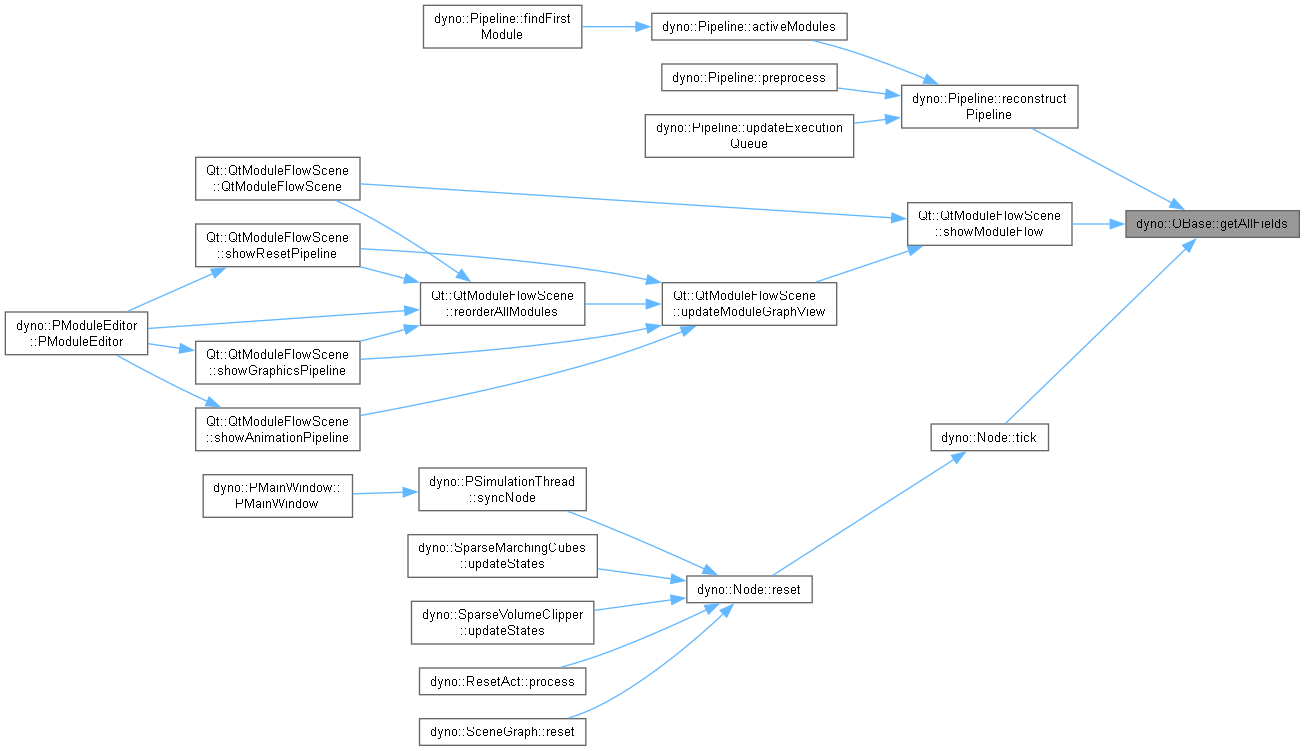 dyno::Pipeline::findFirst
Module
dyno::Pipeline::activeModules
dyno::Pipeline::preprocess
dyno::Pipeline::reconstruct
Pipeline
dyno::Pipeline::updateExecution
Queue
Qt::QtModuleFlowScene
::QtModuleFlowScene
Qt::QtModuleFlowScene
::showModuleFlow
dyno::OBase::getAllFields
Qt::QtModuleFlowScene
::showResetPipeline
Qt::QtModuleFlowScene
::reorderAllModules
Qt::QtModuleFlowScene
::updateModuleGraphView
dyno::PModuleEditor
::PModuleEditor
Qt::QtModuleFlowScene
::showGraphicsPipeline
Qt::QtModuleFlowScene
::showAnimationPipeline
dyno::Node::tick
dyno::PMainWindow::
PMainWindow
dyno::PSimulationThread
::syncNode
dyno::SparseMarchingCubes
::updateStates
dyno::Node::reset
dyno::SparseVolumeClipper
::updateStates
dyno::ResetAct::process
dyno::SceneGraph::reset